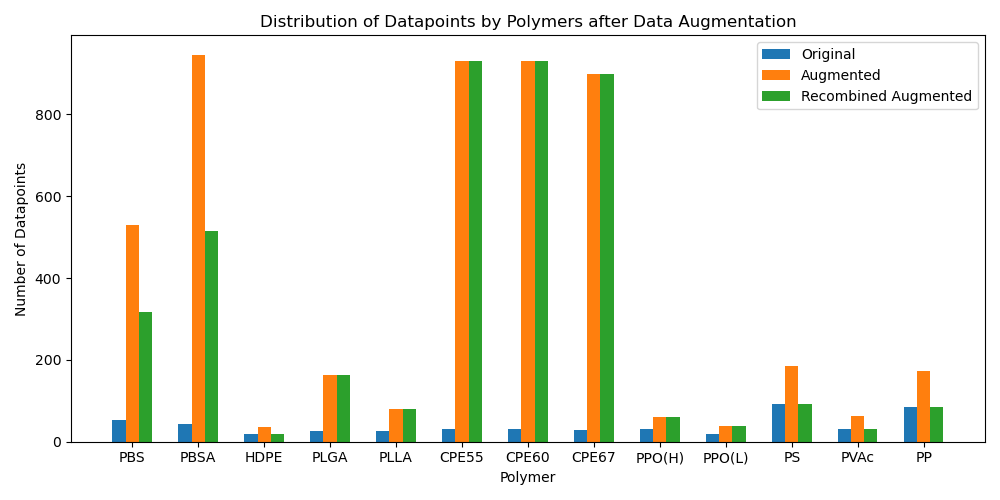 Distribution of Datapoints by Polymers after Data Augmentation
Original
Augmented
Recombined Augmented
Number of Datapoints
800
600
400
200
0
PBS PBSA HDPE PLGA PLLA CPE55 CPE60 CPE67 PPO(H) PPO(L) PS PVAc PP
Polymer